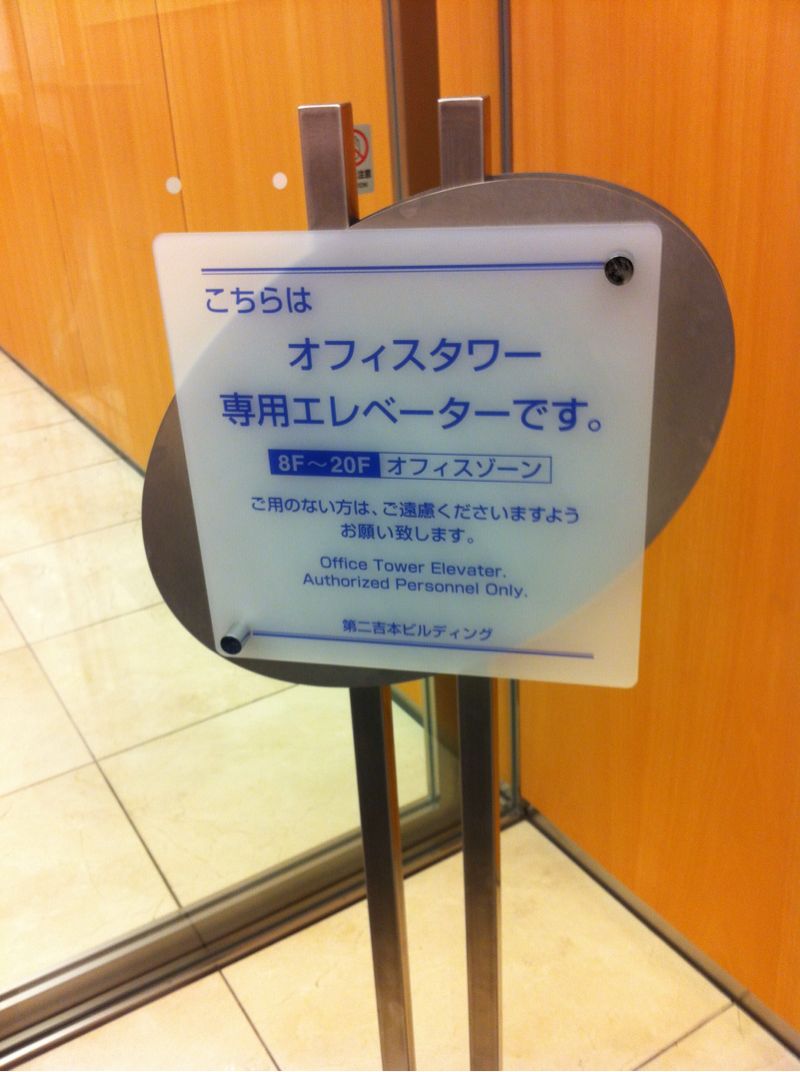 こちらは
オフィスタワー
専用エレベーターです。
8F～20F オフィスゾーン
ご用のない方は、ご遠慮くださいますよう
お願い致します。
Office Tower Elevater.
Authorized Personnel Only.
第二吉本ビルディング
注意